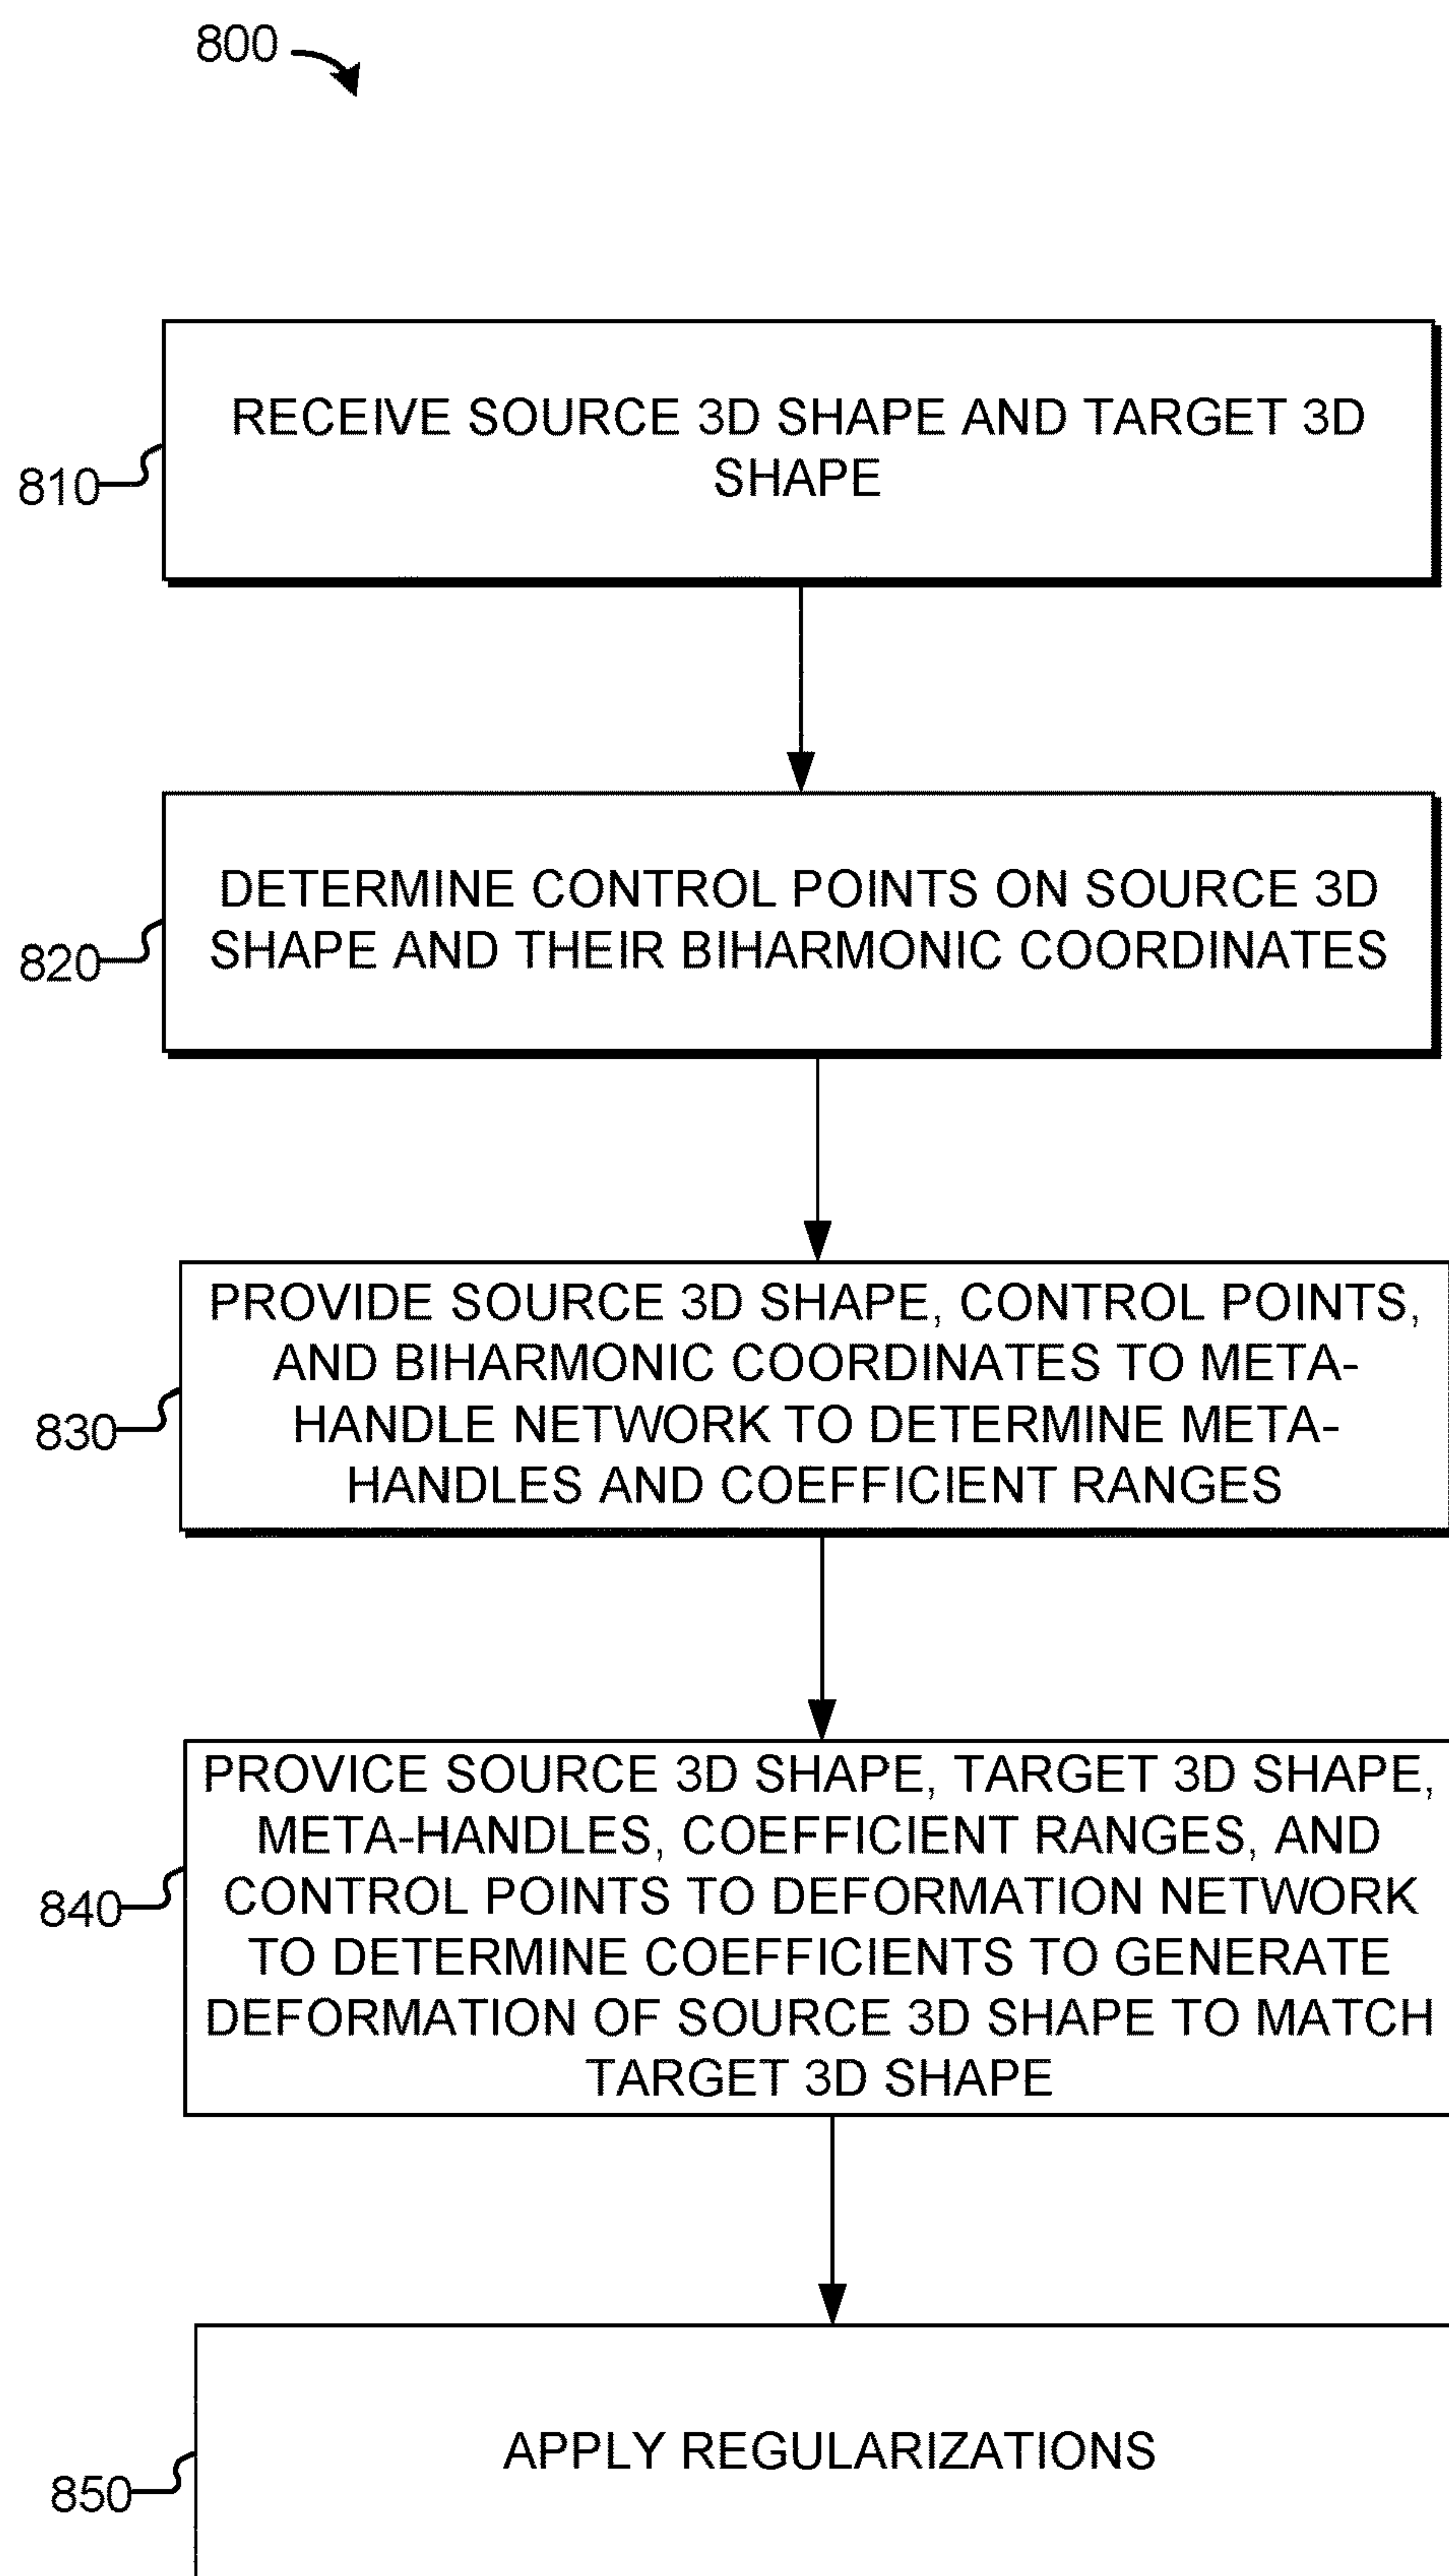 800
RECEIVE SOURCE 3D SHAPE AND TARGET 3D
SHAPE
810
DETERMINE CONTROL POINTS ON SOURCE 3D
SHAPE AND THEIR BIHARMONIC COORDINATES
820
PROVIDE SOURCE 3D SHAPE, CONTROL POINTS,
AND BIHARMONIC COORDINATES TO META-
HANDLE NETWORK TO DETERMINE META-
HANDLES AND COEFFICIENT RANGES
830
PROVICE SOURCE 3D SHAPE, TARGET 3D SHAPE,
META-HANDLES, COEFFICIENT RANGES, AND
CONTROL POINTS TO DEFORMATION NETWORK
TO DETERMINE COEFFICIENTS TO GENERATE
DEFORMATION OF SOURCE 3D SHAPE TO MATCH
TARGET 3D SHAPE
840
APPLY REGULARIZATIONS
850